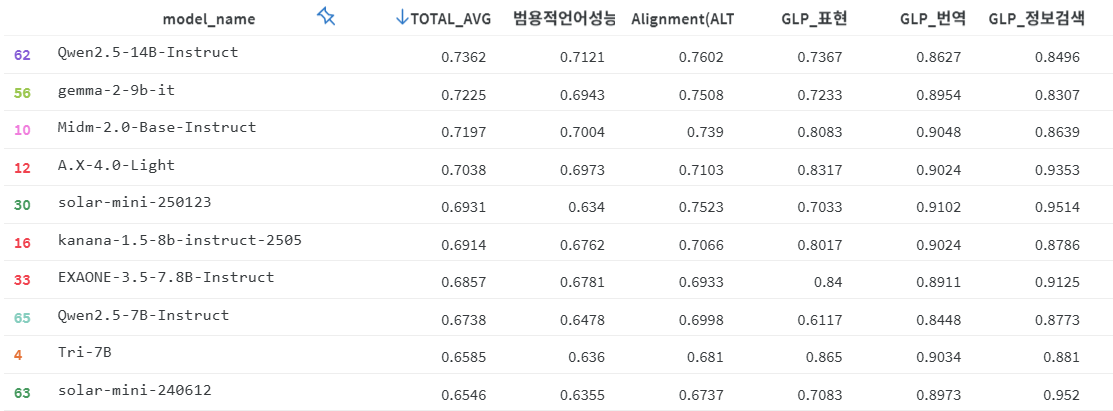 model_name TOTAL_AVG 범용적언어성능 Alignment(ALT GLP_표현 GLP_번역 GLP_정보검색
62 Qwen2.5-14B-Instruct 0.7362 0.7121 0.7602 0.7367 0.8627 0.8496
56 gemma-2-9b-it 0.7225 0.6943 0.7508 0.7233 0.8954 0.8307
10 Midm-2.0-Base-Instruct 0.7197 0.7004 0.739 0.8083 0.9048 0.8639
12 A.X-4.0-Light 0.7038 0.6973 0.7103 0.8317 0.9024 0.9353
30 solar-mini-250123 0.6931 0.634 0.7523 0.7033 0.9102 0.9514
16 kanana-1.5-8b-instruct-2505 0.6914 0.6762 0.7066 0.8017 0.9024 0.8786
33 EXAONE-3.5-7.8B-Instruct 0.6857 0.6781 0.6933 0.84 0.8911 0.9125
65 Qwen2.5-7B-Instruct 0.6738 0.6478 0.6998 0.6117 0.8448 0.8773
4 Tri-7B 0.6585 0.636 0.681 0.865 0.9034 0.881
63 solar-mini-240612 0.6546 0.6355 0.6737 0.7083 0.8973 0.952